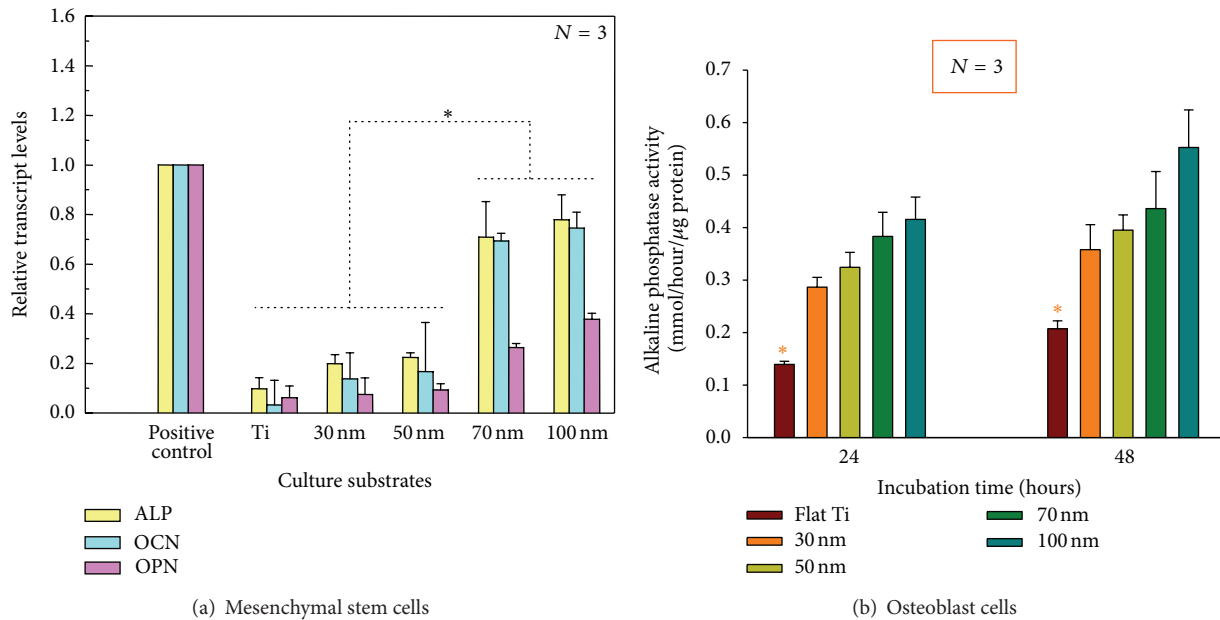 1.6
N = 3
1.4
1.2
*
1.0
0.8
0.6
0.4
0.2
0.0
Relative transcript levels
Positive control
Ti
30 nm
50 nm
70 nm
100 nm
Culture substrates
ALP
OCN
OPN
(a) Mesenchymal stem cells
N = 3
0.7
0.6
0.5
0.4
0.3
0.2
0.1
0.0
Alkaline phosphatase activity
(mmol/hour/μg protein)
*
*
24
48
Incubation time (hours)
Flat Ti
30 nm
50 nm
70 nm
100 nm
(b) Osteoblast cells